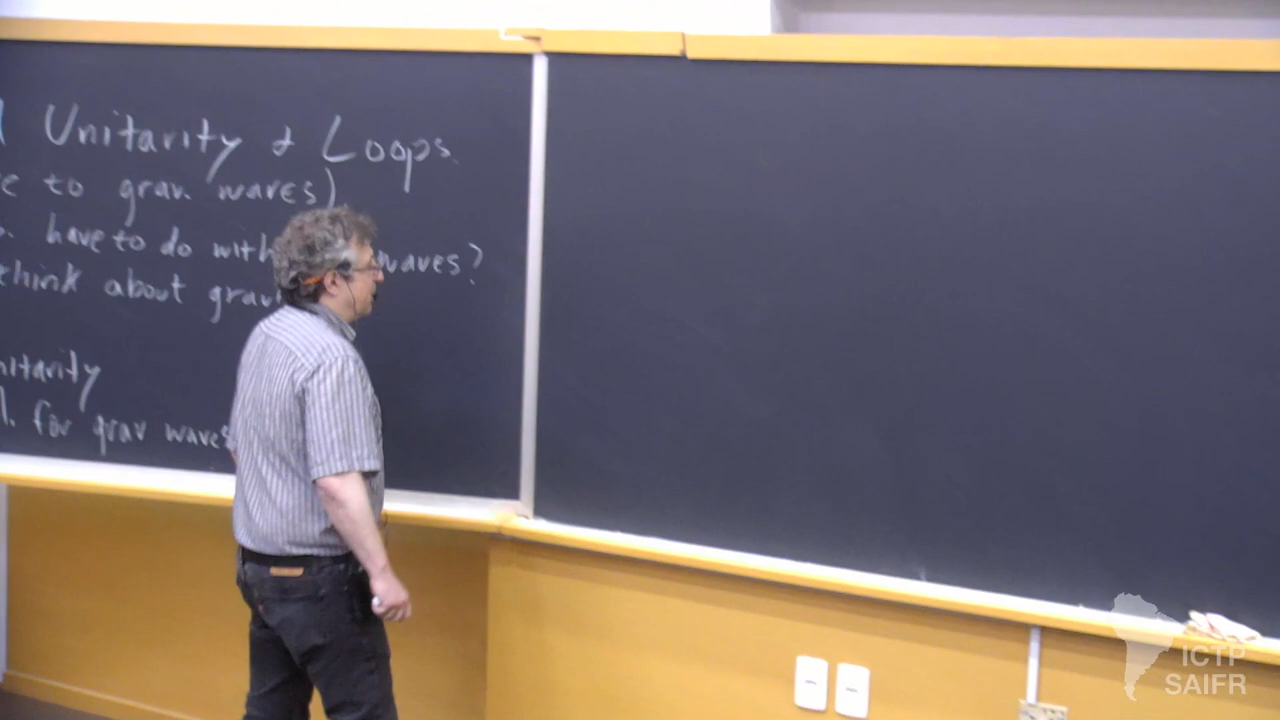 Unitarity & Loops.
to grav. waves)
have to do with waves?
think about grav
nitarity
l. for grav waves
ICTP
SAIFR